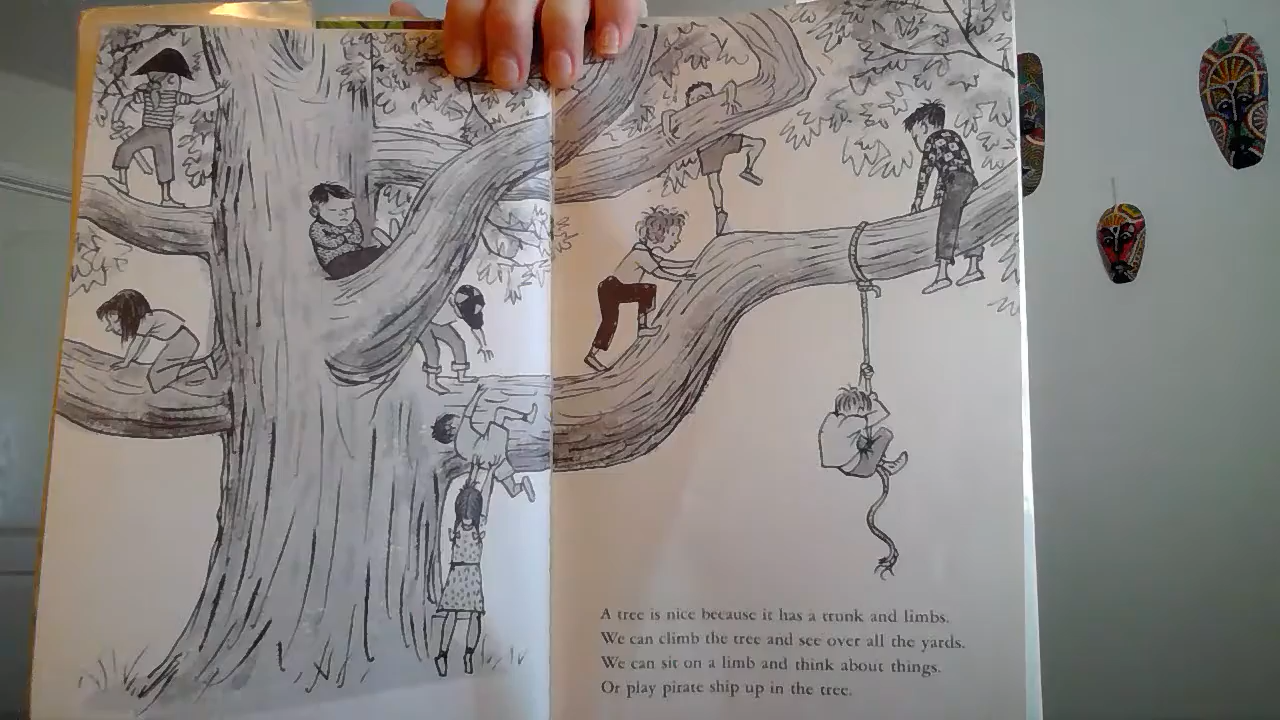 A tree is nice because it has a trunk and limbs.
We can climb the tree and see over all the yards.
We can sit on a limb and think about things.
Or play pirate ship up in the tree.